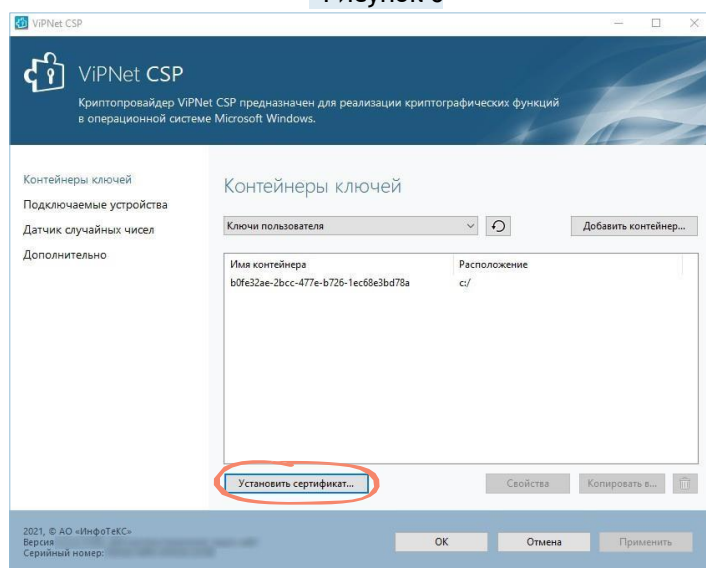 ViPNet CSP
ViPNet CSP
Криптопровайдер ViPNet CSP предназначен для реализации криптографических функций
в операционной системе Microsoft Windows.
Контейнеры ключей
Подключаемые устройства
Датчик случайных чисел
Дополнительно
Контейнеры ключей
Ключи пользователя
Добавить контейнер...
Имя контейнера Расположение
b0fe32ae-2bcc-477e-b726-1ec68e3bd78a c:/
Установить сертификат...
Свойства
Копировать в...
2021, © АО «ИнфоТеКС»
Версия
Серийный номер:
OK
Отмена
Применить